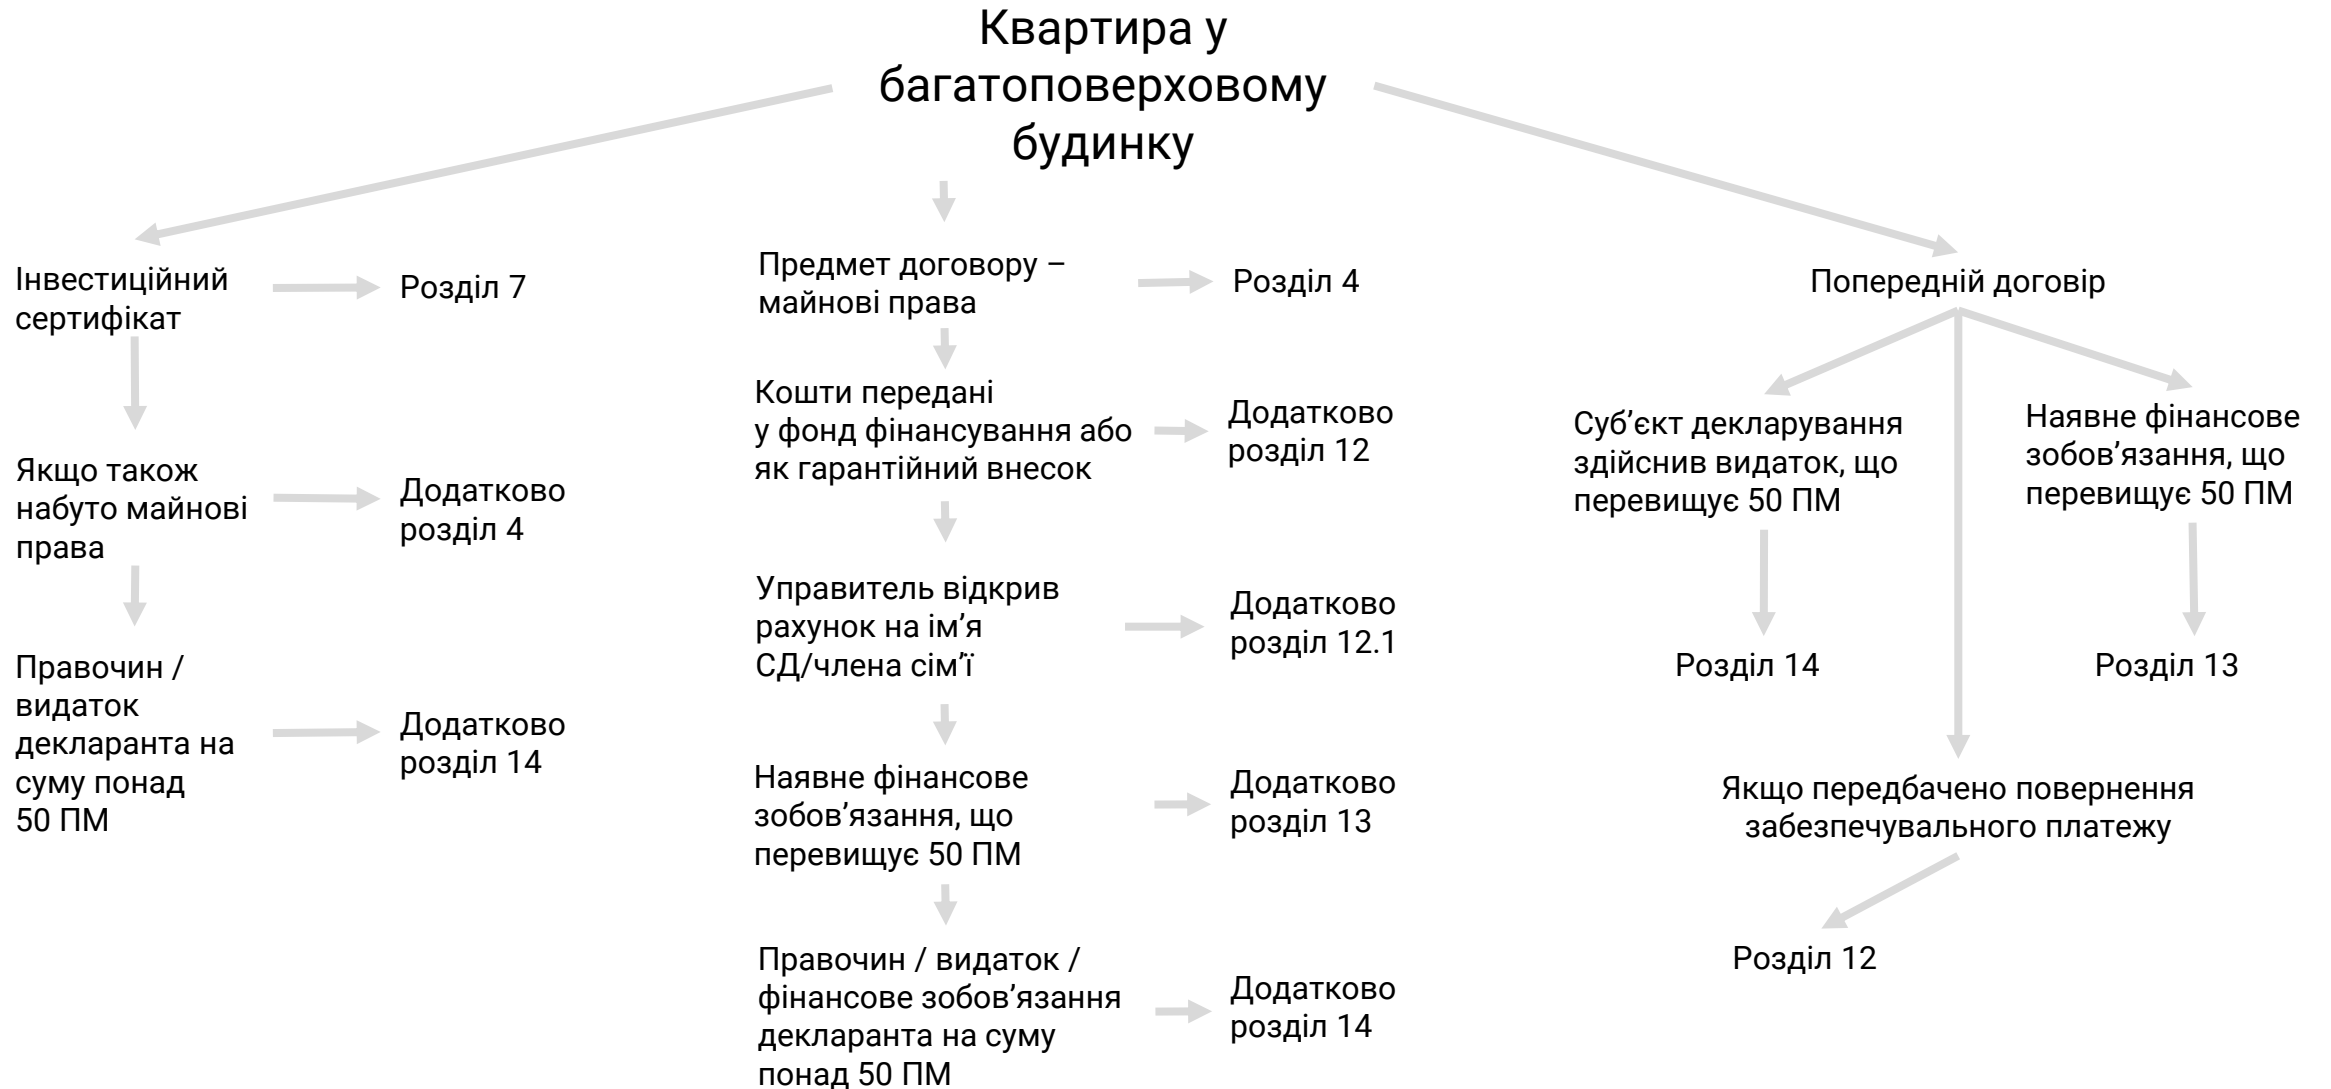 Квартира у
багатоповерховому
будинку
Інвестиційний
сертифікат
Розділ 7
Якщо також
набуто майнові
права
Додатково
розділ 4
Правочин /
видаток
декларанта на
суму понад
50 ПМ
Додатково
розділ 14
Предмет договору –
майнові права
Розділ 4
Кошти передані
у фонд фінансування або
як гарантійний внесок
Додатково
розділ 12
Управитель відкрив
рахунок на ім’я
СД/члена сім’ї
Додатково
розділ 12.1
Наявне фінансове
зобов’язання, що
перевищує 50 ПМ
Додатково
розділ 13
Правочин / видаток /
фінансове зобов’язання
декларанта на суму
понад 50 ПМ
Додатково
розділ 14
Попередній договір
Суб’єкт декларування
здійснив видаток, що
перевищує 50 ПМ
Розділ 14
Наявне фінансове
зобов’язання, що
перевищує 50 ПМ
Розділ 13
Якщо передбачено повернення
забезпечувального платежу
Розділ 12